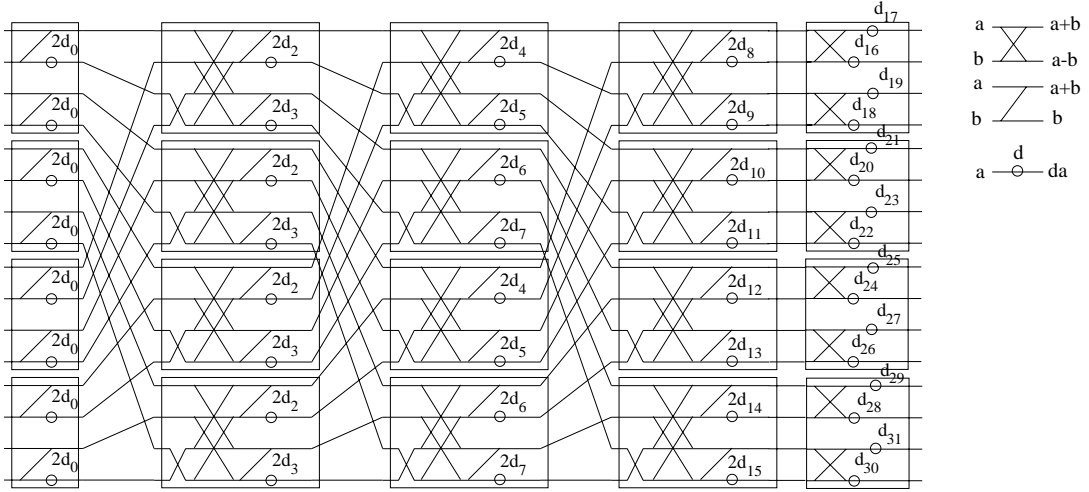 d17
2d0 2d2 2d4 2d8 d16 a a+b
d19 b a-b
2d0 2d3 2d5 2d9 d18 a a+b
b b
d21
2d0 2d2 2d6 2d10 d20 d
a da
d23
2d0 2d3 2d7 2d11 d22
d25
2d0 2d2 2d4 2d12 d24
d27
2d0 2d3 2d5 2d13 d26
d29
2d0 2d2 2d6 2d14 d28
d31
2d0 2d3 2d7 2d15 d30